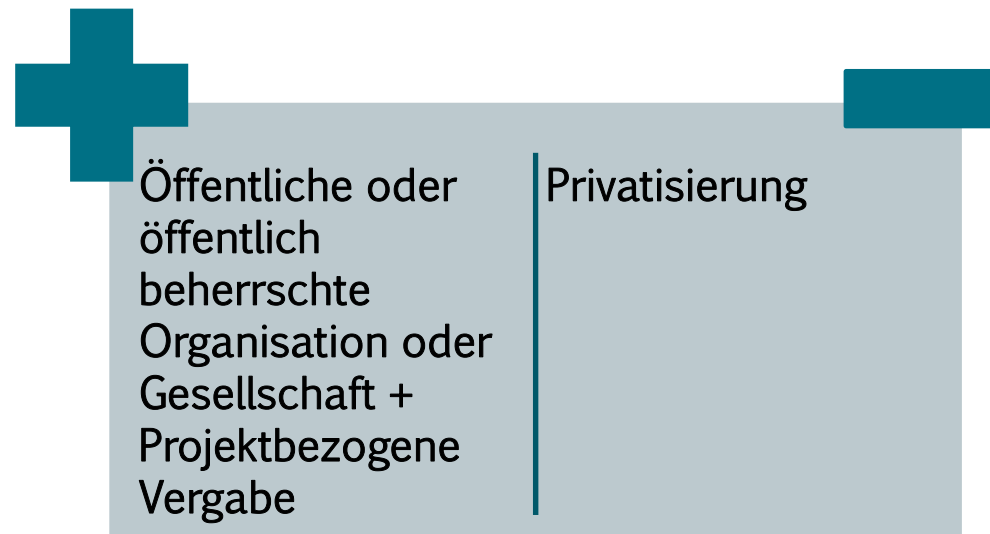 Öffentliche oder
öffentlich
beherrschte
Organisation oder
Gesellschaft +
Projektbezogene
Vergabe
Privatisierung